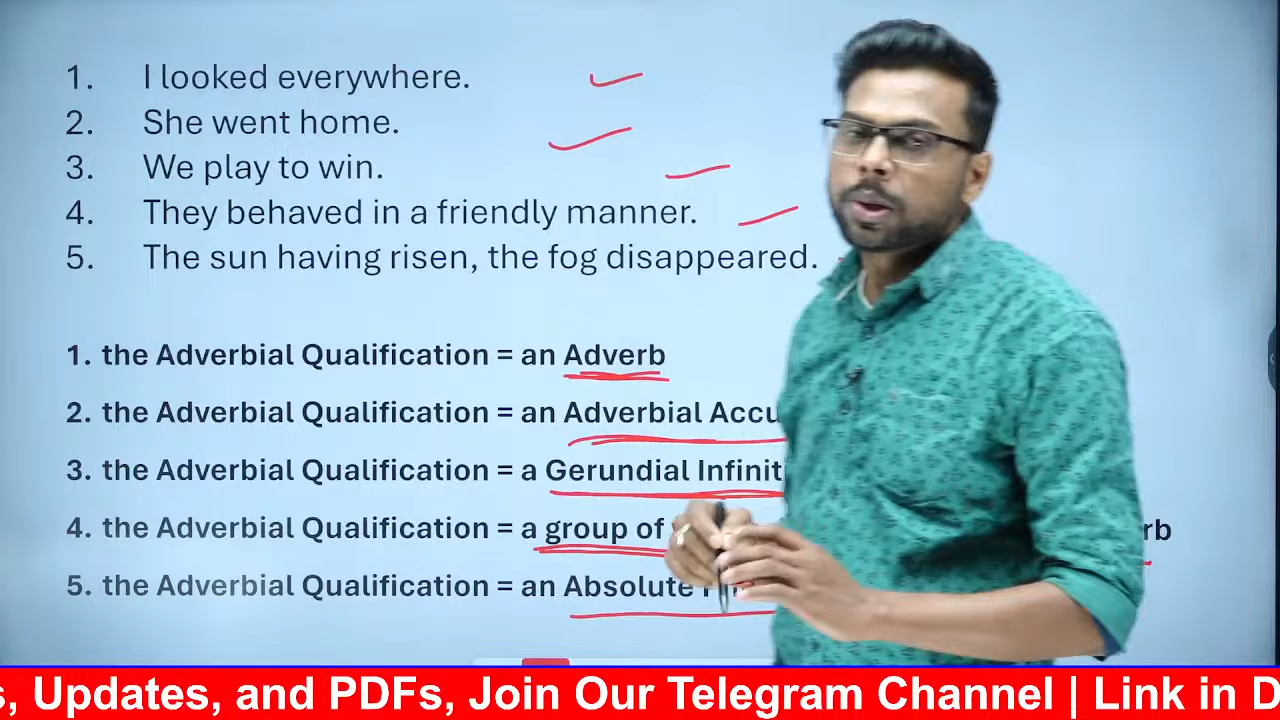 1. I looked everywhere.
2. She went home.
3. We play to win.
4. They behaved in a friendly manner.
5. The sun having risen, the fog disappeared.
1. the Adverbial Qualification = an Adverb
2. the Adverbial Qualification = an Adverbial
3. the Adverbial Qualification = a Gerundial
4. the Adverbial Qualification = a group of
5. the Adverbial Qualification = an Absolute
Updates, and PDFs, Join Our Telegram Channel | Link in